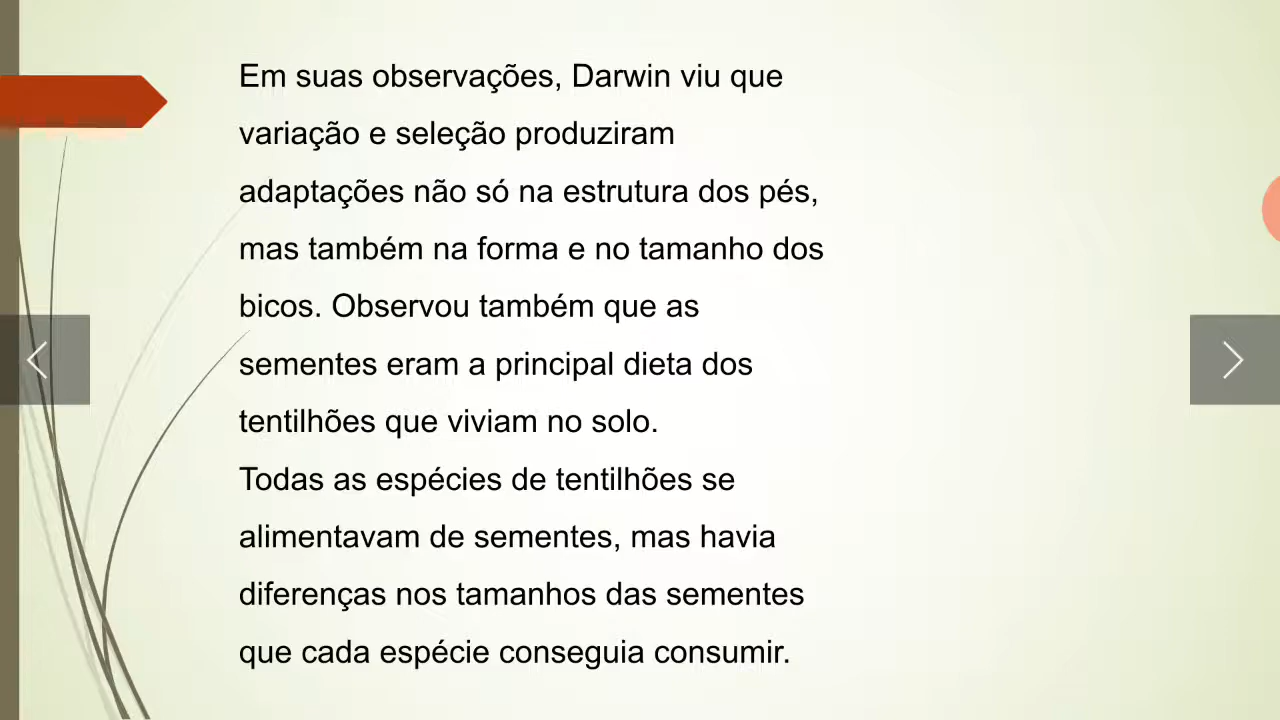 Em suas observações, Darwin viu que
variação e seleção produziram
adaptações não só na estrutura dos pés,
mas também na forma e no tamanho dos
bicos. Observou também que as
sementes eram a principal dieta dos
tentilhões que viviam no solo.
Todas as espécies de tentilhões se
alimentavam de sementes, mas havia
diferenças nos tamanhos das sementes
que cada espécie conseguia consumir.